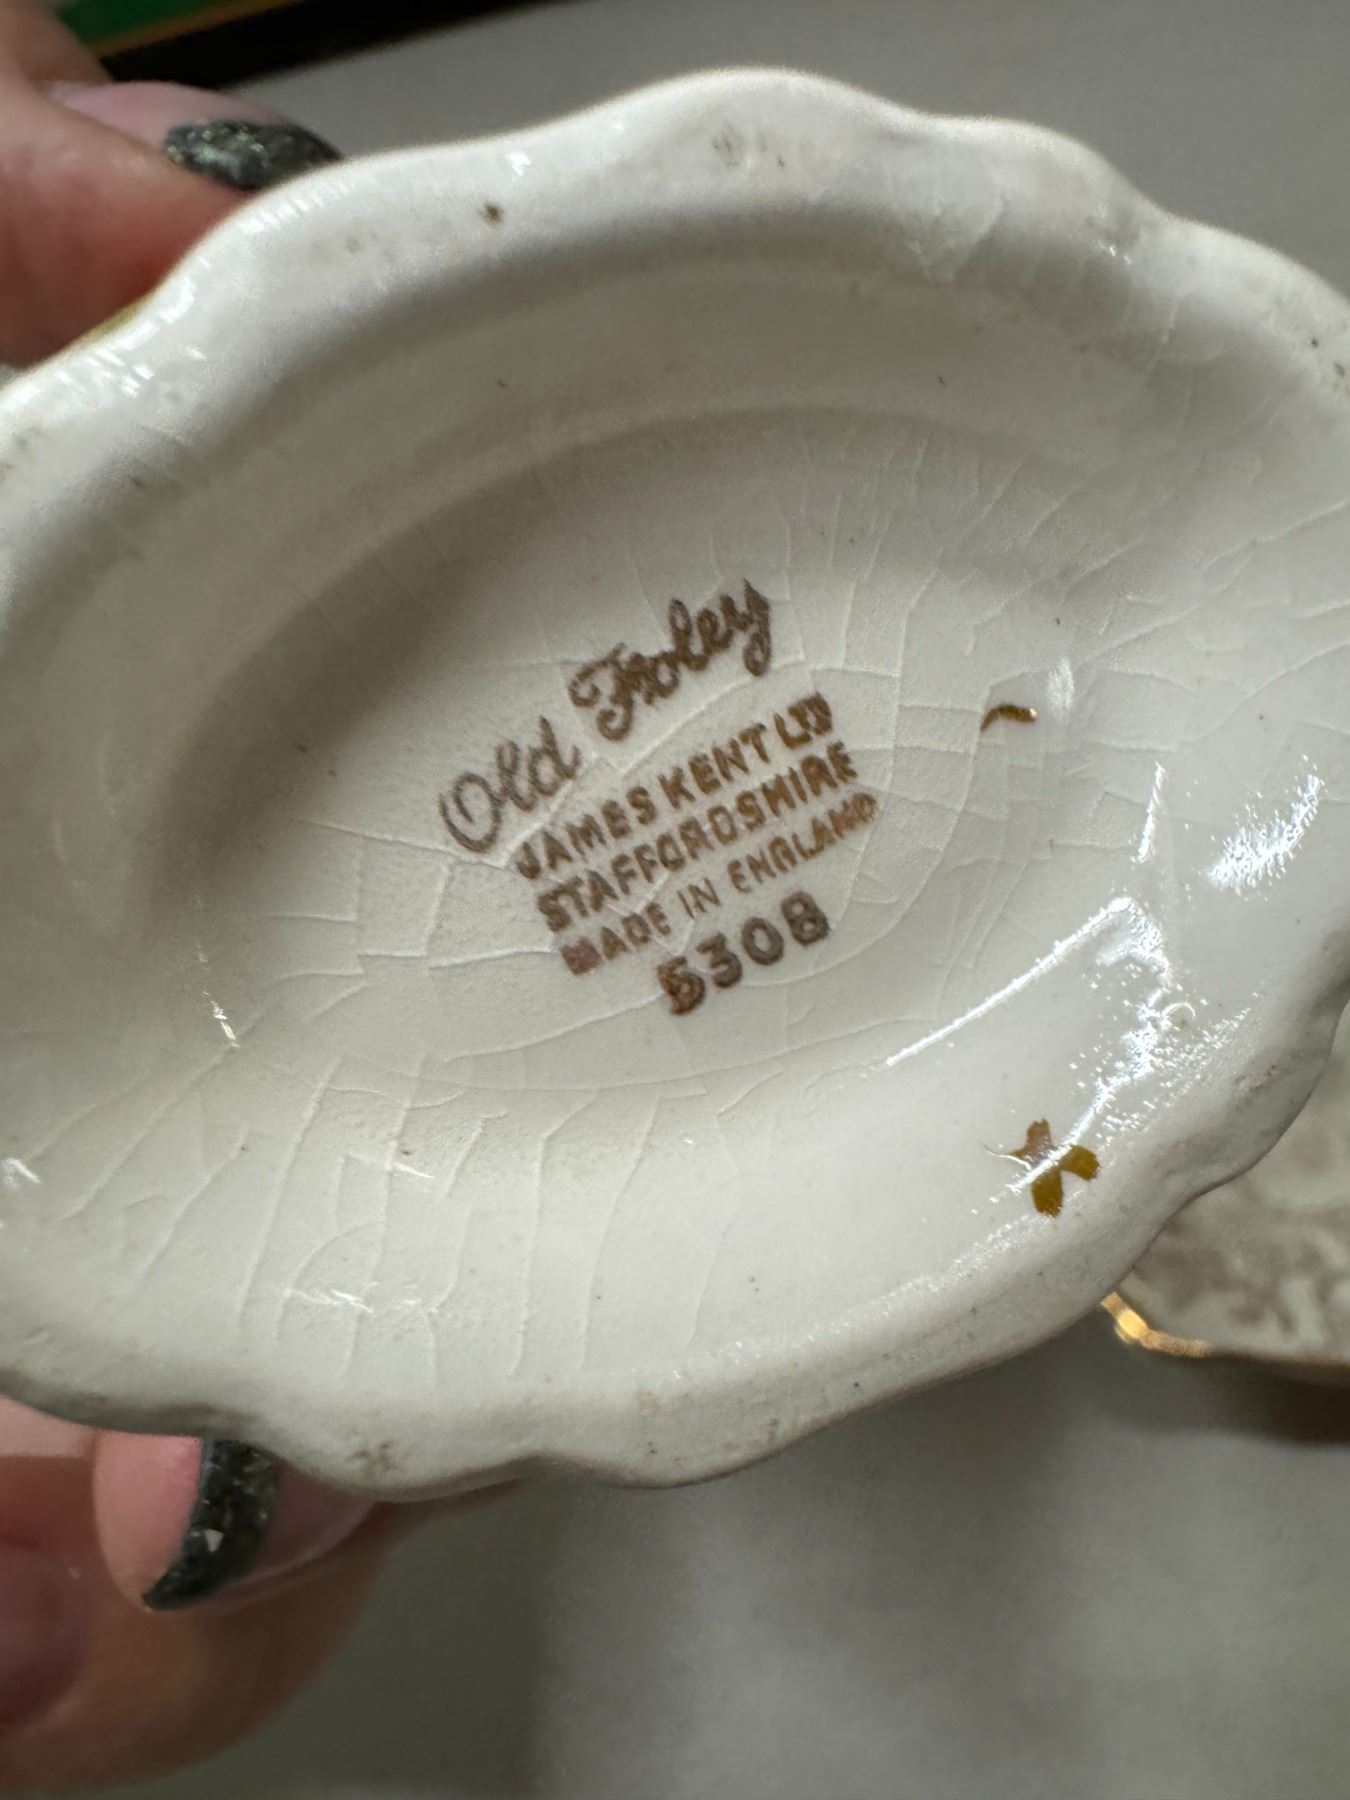 Old Foley
JAMES KENT LTD
STAFFORDSHIRE
MADE IN ENGLAND
5308